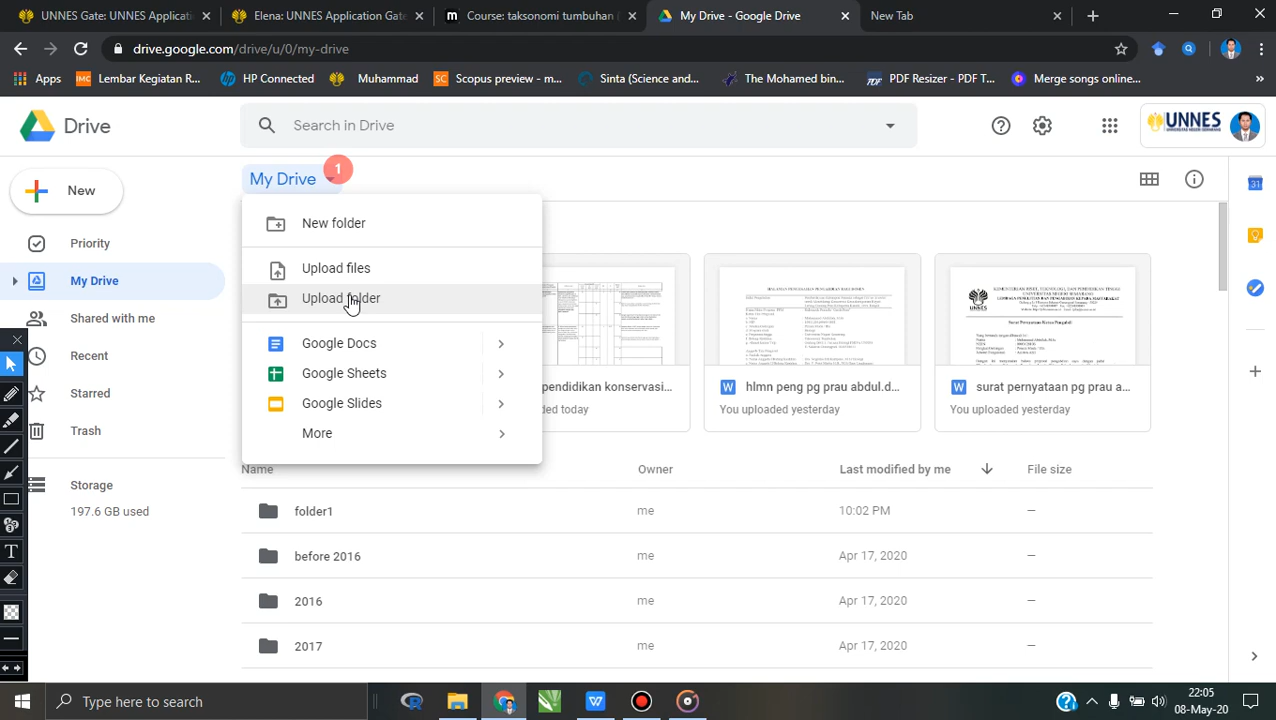 UNNES Gate: UNNES Applicati
Elena: UNNES Application Gate
Course: taksonomi tumbuhan (
My Drive - Google Drive
New Tab
drive.google.com/drive/u/0/my-drive
Apps
Lembar Kegiatan R...
HP Connected
Muhammad
Scopus preview - m...
Sinta (Science and...
The Mohamed bin...
PDF Resizer - PDF T...
Merge songs online...
Drive
Search in Drive
UNNES
New
My Drive
1
New folder
Upload files
Upload folder
Google Docs
Google Sheets
Google Slides
More
Priority
My Drive
Shared with me
Recent
Starred
Trash
Storage
197.6 GB used
pendidikan konservasi...
ded today
hlmn peng pg prau abdul.d...
You uploaded yesterday
surat pernyataan pg prau a...
You uploaded yesterday
Name
Owner
Last modified by me
File size
folder1
me
10:02 PM
—
before 2016
me
Apr 17, 2020
—
2016
me
Apr 17, 2020
—
2017
me
Apr 17, 2020
—
31
T
Type here to search
22:05
08-May-20